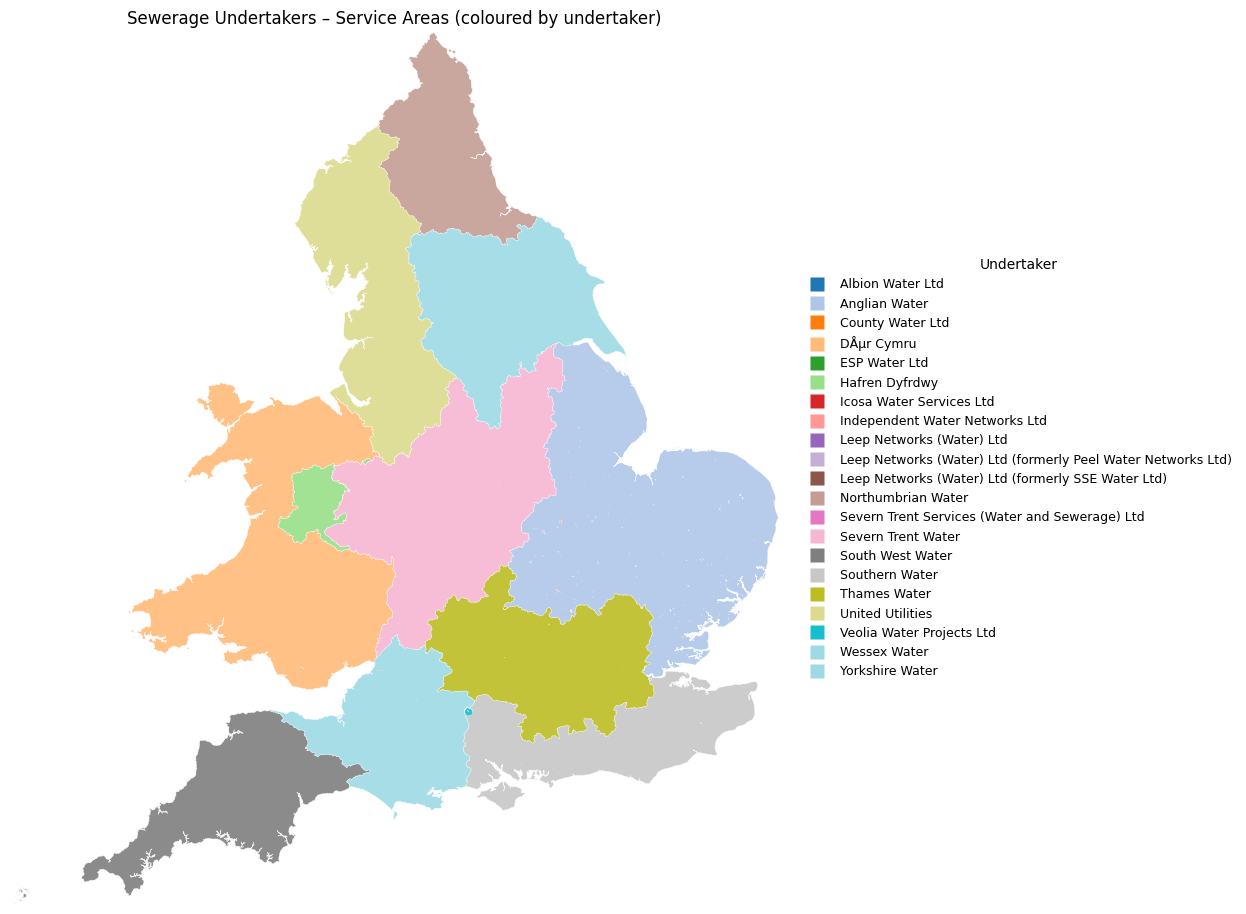 Sewerage Undertakers – Service Areas (coloured by undertaker)
Undertaker
Albion Water Ltd
Anglian Water
County Water Ltd
DÅµr Cymru
ESP Water Ltd
Hafren Dyfrdwy
Icosa Water Services Ltd
Independent Water Networks Ltd
Leep Networks (Water) Ltd
Leep Networks (Water) Ltd (formerly Peel Water Networks Ltd)
Leep Networks (Water) Ltd (formerly SSE Water Ltd)
Northumbrian Water
Severn Trent Services (Water and Sewerage) Ltd
Severn Trent Water
South West Water
Southern Water
Thames Water
United Utilities
Veolia Water Projects Ltd
Wessex Water
Yorkshire Water